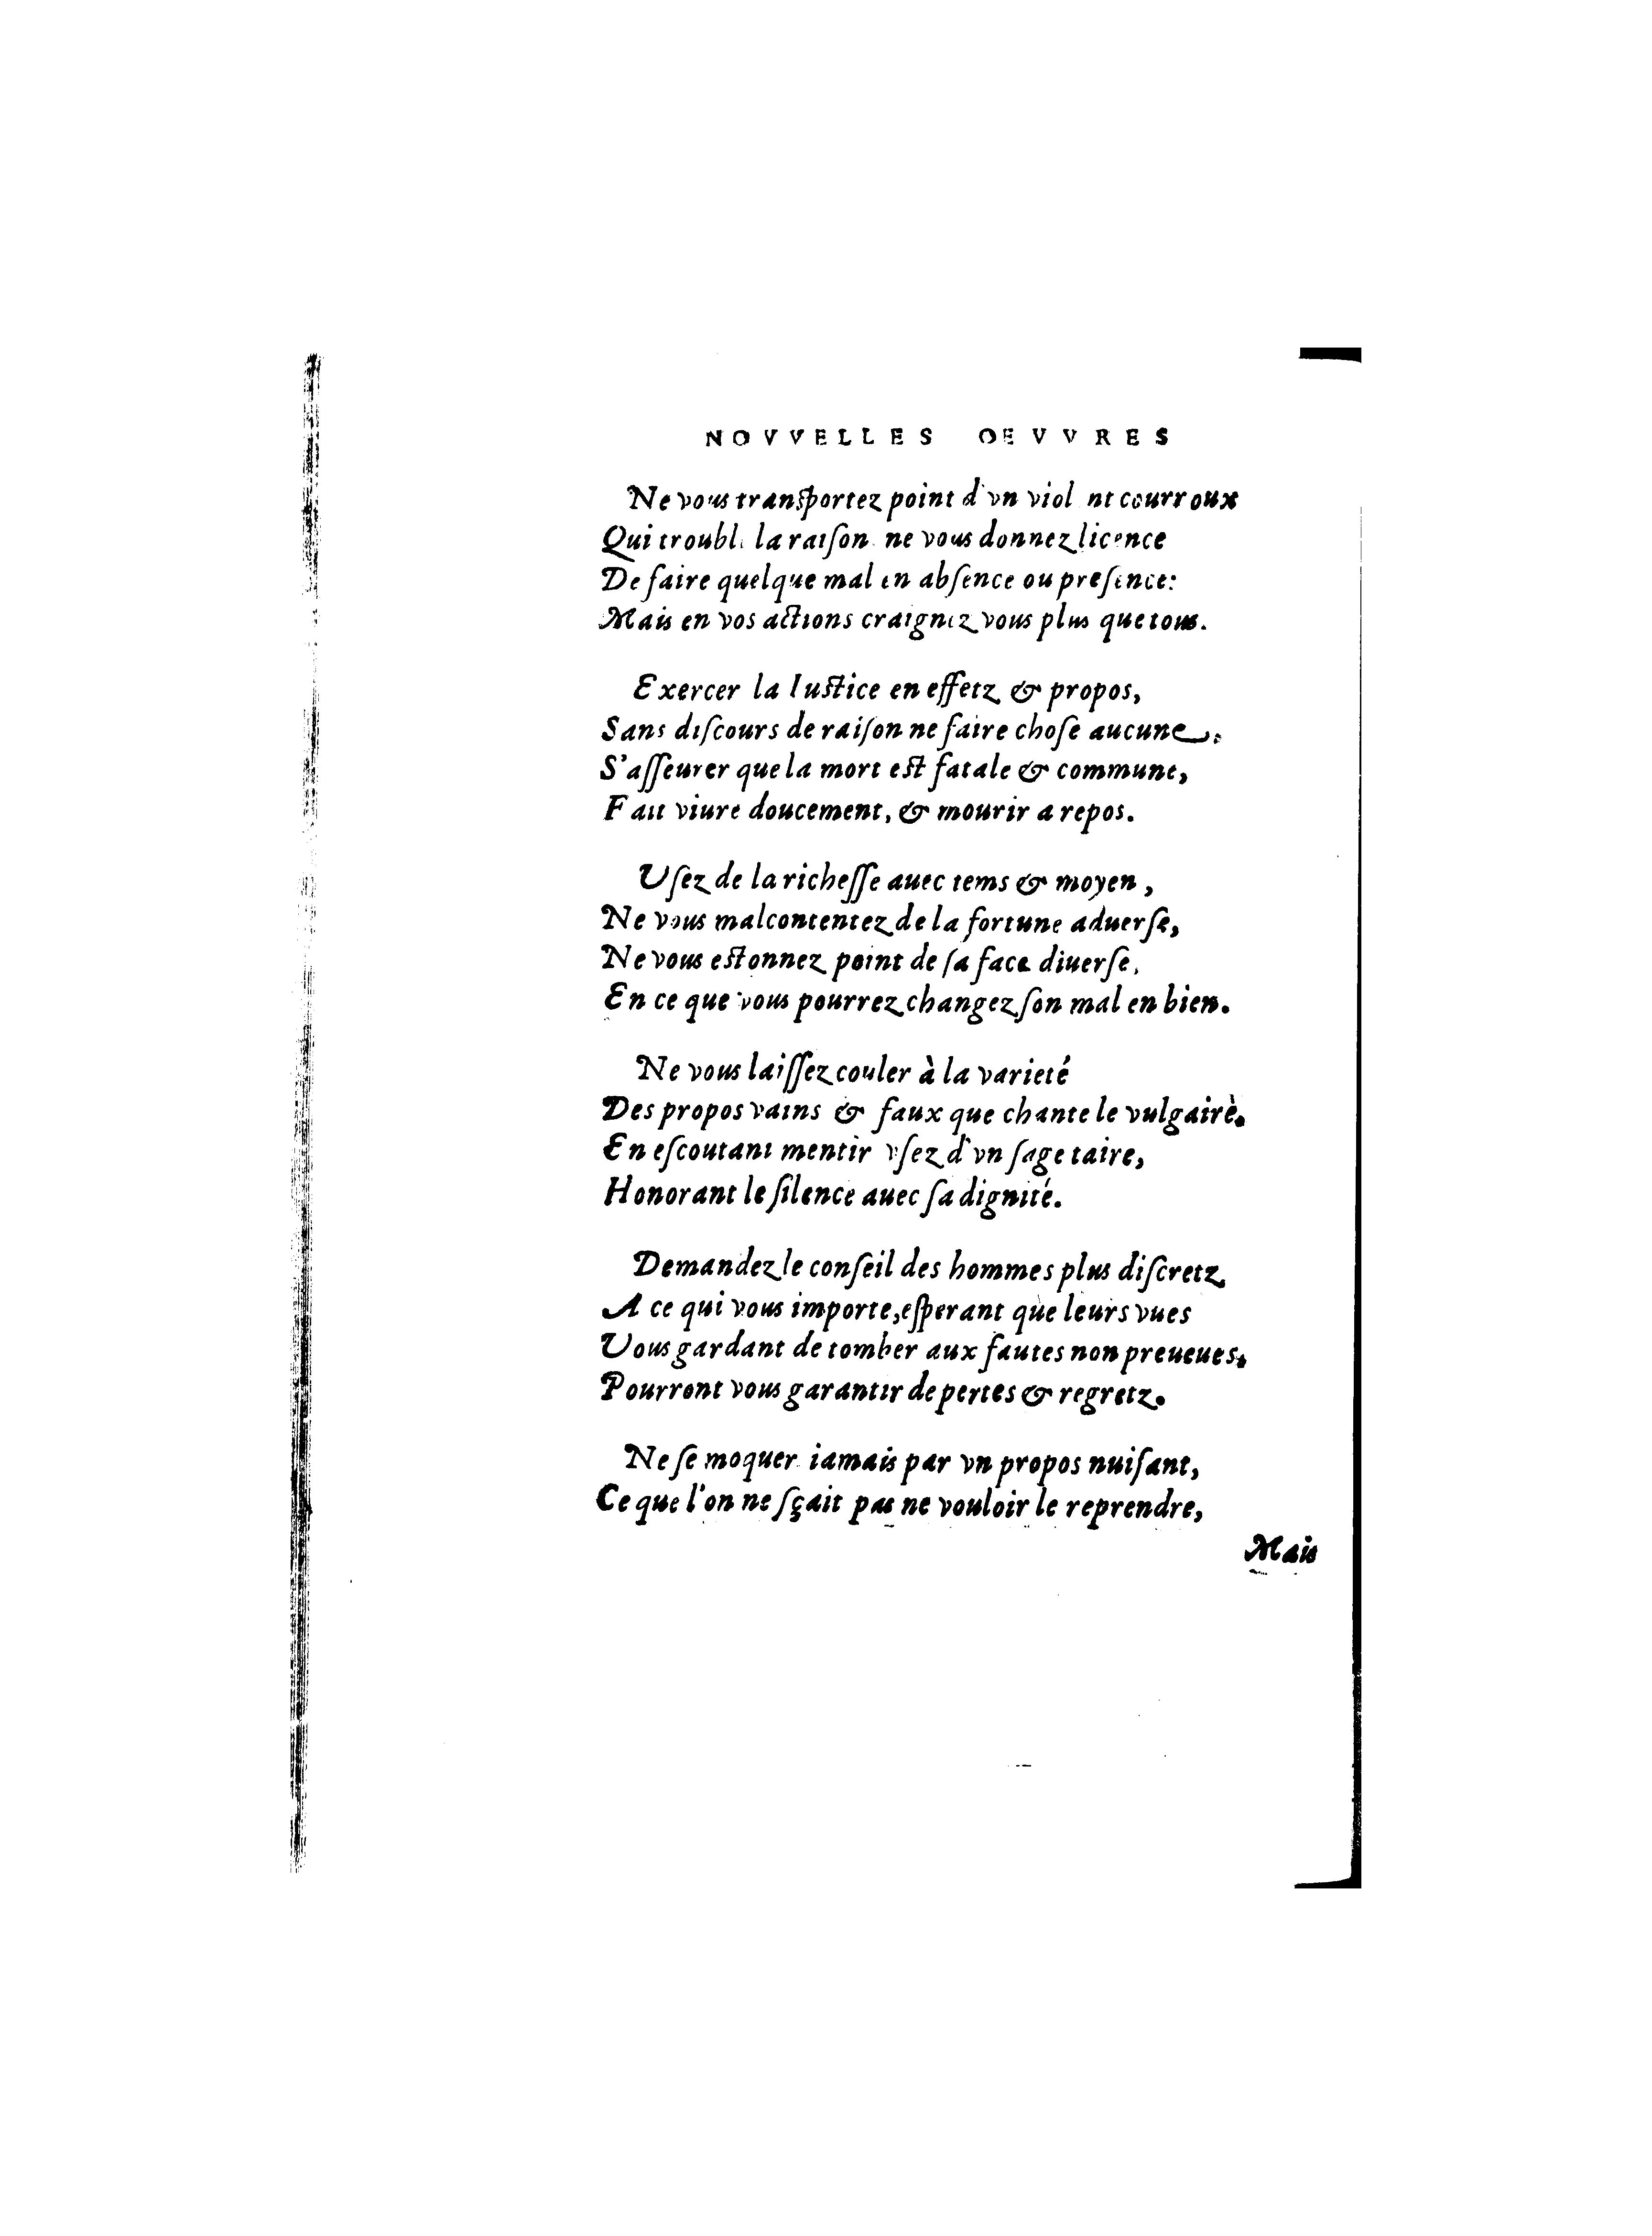 NOVVELLES OEVVRES
Ne vous transportez point d'vn viol nt courroux
Qui troubl la raiſon ne vous donnez licence
De faire quelque mal en abſence ou preſence:
Mais en vos actions craignez vous plus que tous.
Exercer la Iustice en effetz & propos,
Sans diſcours de raiſon ne faire choſe aucune,
S'aſſeurer que la mort est fatale & commune,
Fait viure doucement, & mourir a repos.
Uſez de la richeſſe auec tems & moyen,
Ne vous malcontentez de la fortune aduerſe,
Ne vous estonnez point de ſa face diuerſe,
En ce que vous pourrez changez ſon mal en bien.
Ne vous laiſſez couler à la varieté
Des propos vains & faux que chante le vulgaire.
En eſcoutant mentir vſez d'vn ſage taire,
Honorant le ſilence auec ſa dignité.
Demandez le conſeil des hommes plus diſcretz
A ce qui vous importe, eſperant que leurs vues
Vous gardant de tomber aux fautes non preueues,
Pourront vous garantir de pertes & regretz.
Ne ſe moquer iamais par vn propos nuiſant,
Ce que l'on ne ſçait pas ne vouloir le reprendre,
Mais